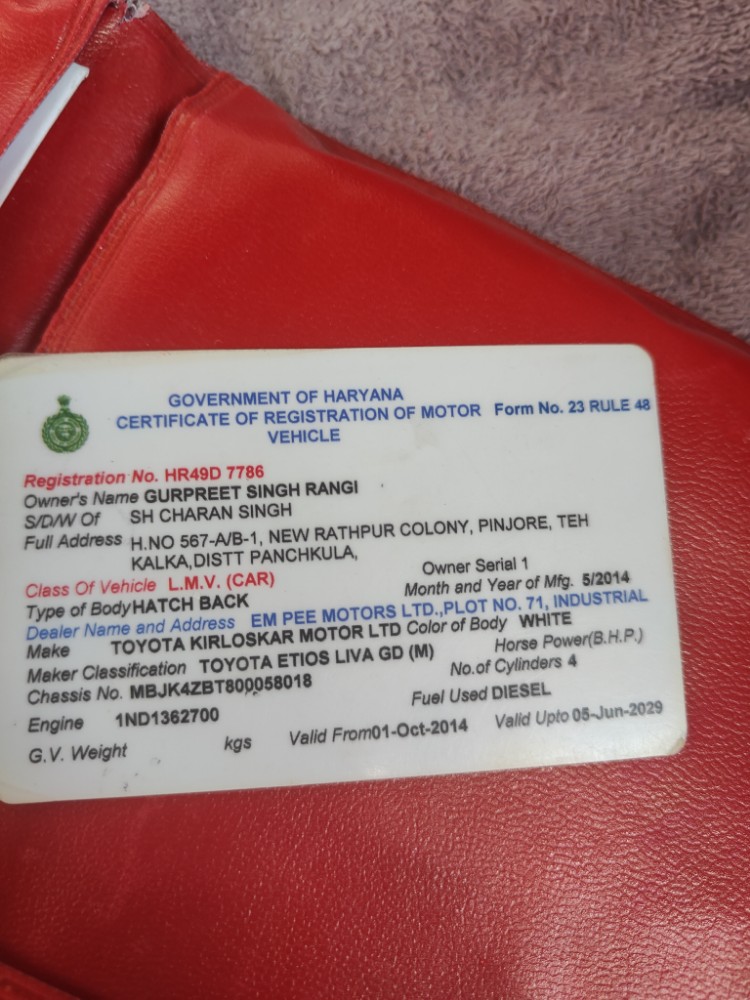 GOVERNMENT OF HARYANA
CERTIFICATE OF REGISTRATION OF MOTOR VEHICLE Form No. 23 RULE 48
Registration No. HR49D 7786
Owner's Name GURPREET SINGH RANGI
S/D/W Of SH CHARAN SINGH
Full Address H.NO 567-A/B-1, NEW RATHPUR COLONY, PINJORE, TEH
KALKA,DISTT PANCHKULA,
Owner Serial 1
Class Of Vehicle L.M.V. (CAR)
Month and Year of Mfg. 5/2014
Type of Body HATCH BACK
Dealer Name and Address EM PEE MOTORS LTD.,PLOT NO. 71, INDUSTRIAL
Make TOYOTA KIRLOSKAR MOTOR LTD Color of Body WHITE
Horse Power(B.H.P.)
Maker Classification TOYOTA ETIOS LIVA GD (M)
No.of Cylinders 4
Chassis No. MBJK4ZBT800058018
Fuel Used DIESEL
Engine 1ND1362700
Valid From01-Oct-2014 Valid Upto 05-Jun-2029
G.V. Weight kgs